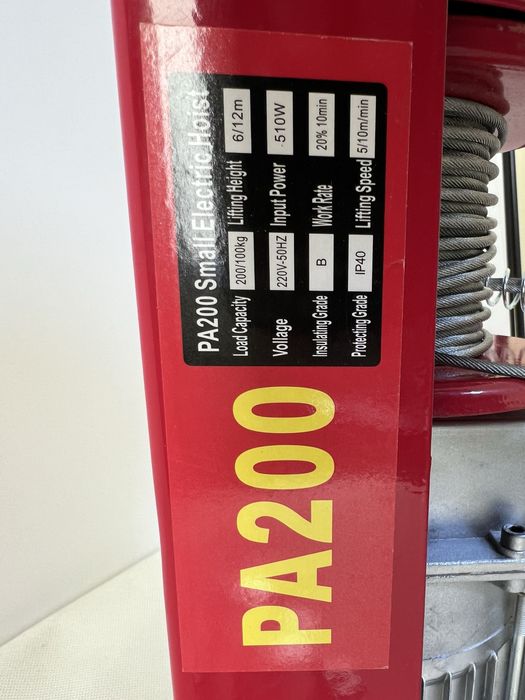 PA200 Small Electric Hoist
Load Capacity 200/100kg Lifting Height 6/12m
Vollage 220V-50HZ Input Power 510W
Insulating Grade B Work Rate 20% 10min
Protecting Grade IP40 Lifting Speed 5/10m/min
PA200